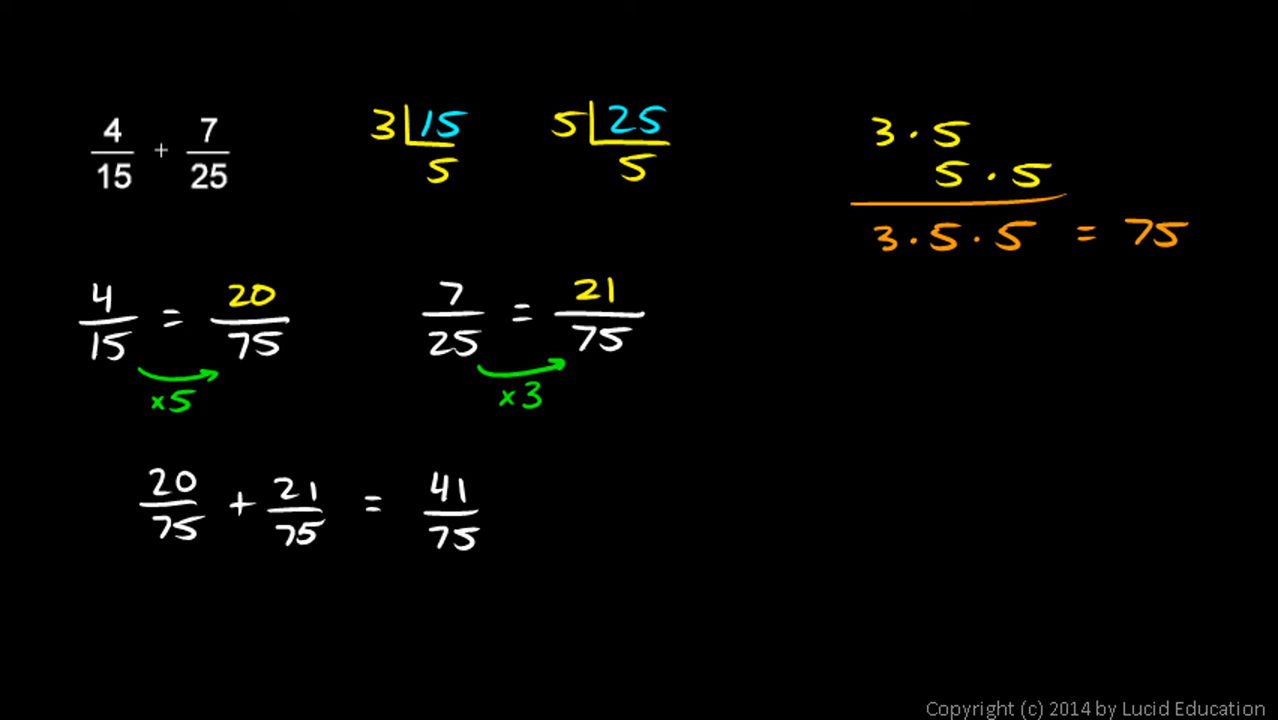 4/15 + 7/25
3 15
5
5 25
5
3 · 5
5 · 5
3 · 5 · 5 = 75
4/15 = 20/75
×5
7/25 = 21/75
×3
20/75 + 21/75 = 41/75
Copyright (c) 2014 by Lucid Education